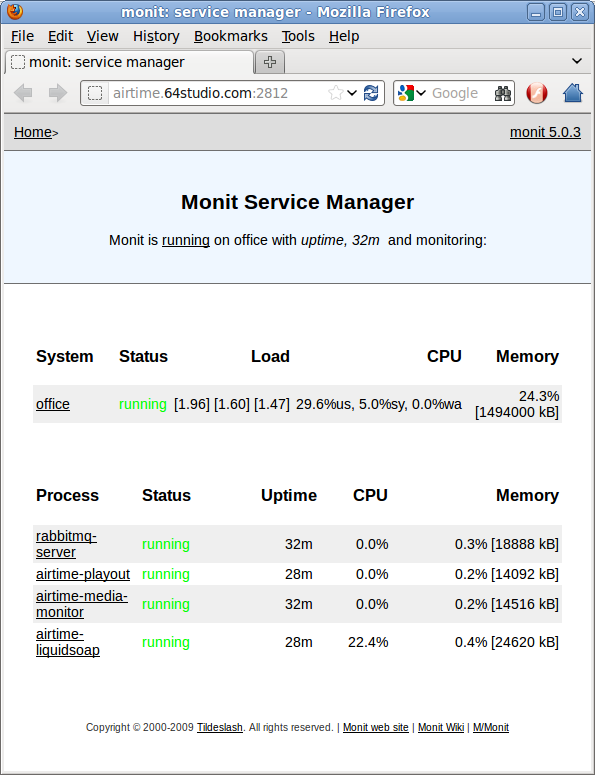 monit: service manager - Mozilla Firefox
File Edit View History Bookmarks Tools Help
monit: service manager
airtime.64studio.com:2812 Google
Home> monit 5.0.3
Monit Service Manager
Monit is running on office with uptime, 32m and monitoring:
System Status Load CPU Memory
office running [1.96] [1.60] [1.47] 29.6%us, 5.0%sy, 0.0%wa 24.3%
[1494000 kB]
Process Status Uptime CPU Memory
rabbitmq-
server running 32m 0.0% 0.3% [18888 kB]
airtime-playout running 28m 0.0% 0.2% [14092 kB]
airtime-media-
monitor running 32m 0.0% 0.2% [14516 kB]
airtime-
liquidsoap running 28m 22.4% 0.4% [24620 kB]
Copyright © 2000-2009 Tildeslash. All rights reserved. | Monit web site | Monit Wiki | M/Monit